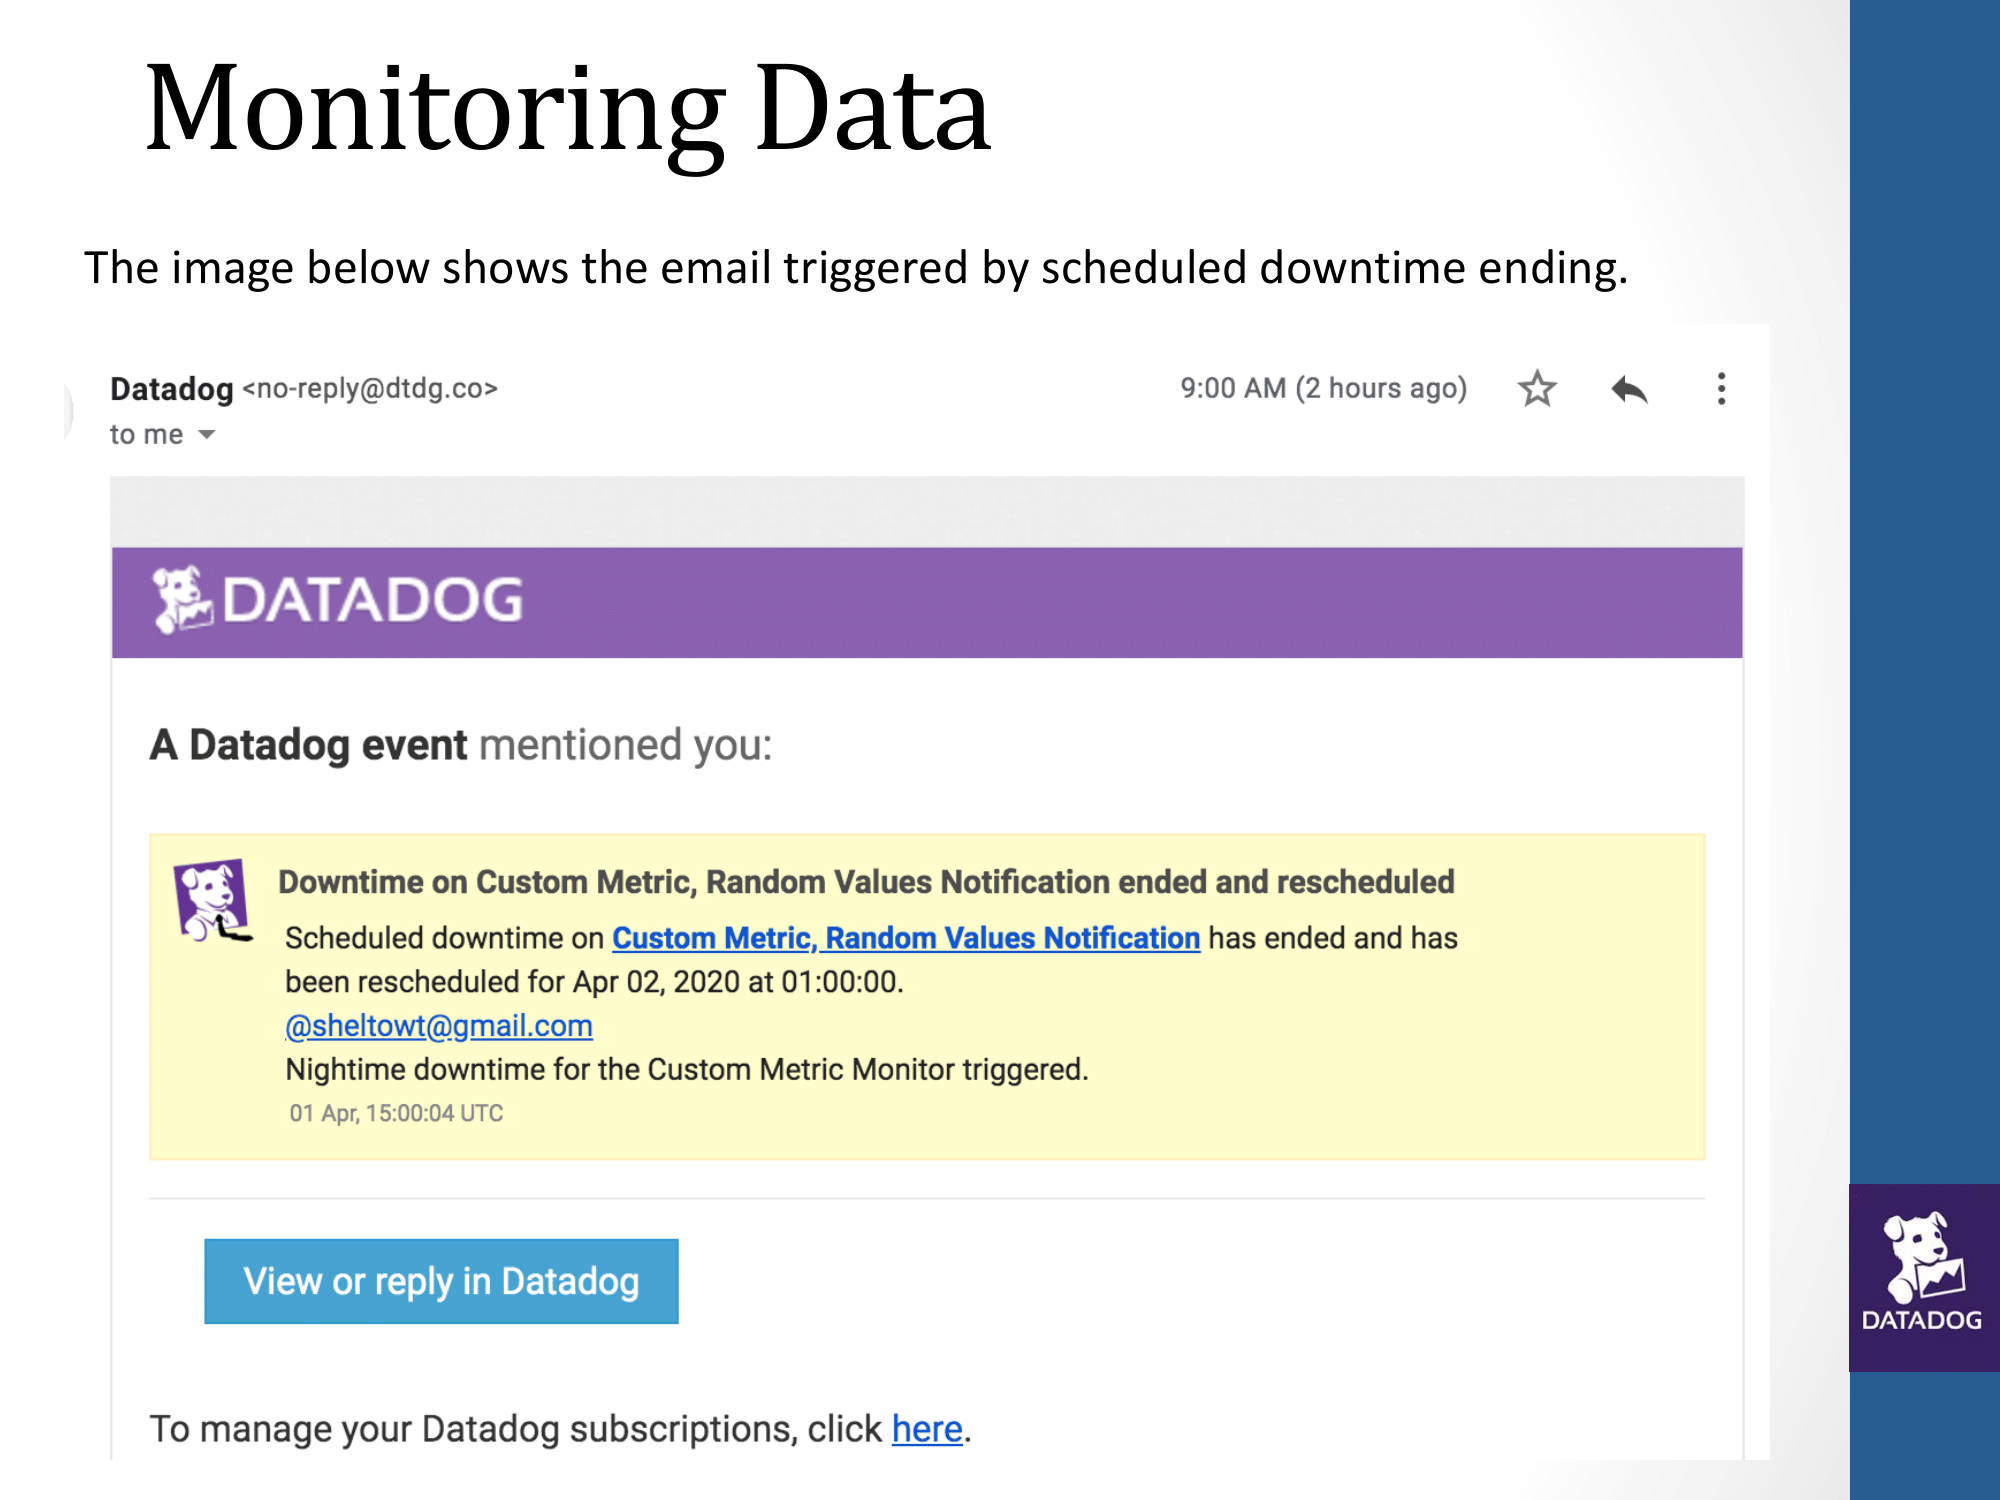 Monitoring Data
The image below shows the email triggered by scheduled downtime ending.
Datadog <no-reply@dtdg.co>
9:00 AM (2 hours ago)
to me
DATADOG
A Datadog event mentioned you:
Downtime on Custom Metric, Random Values Notification ended and rescheduled
Scheduled downtime on Custom Metric, Random Values Notification has ended and has
been rescheduled for Apr 02, 2020 at 01:00:00.
@sheltowt@gmail.com
Nightime downtime for the Custom Metric Monitor triggered.
01 Apr, 15:00:04 UTC
View or reply in Datadog
To manage your Datadog subscriptions, click here.
DATADOG